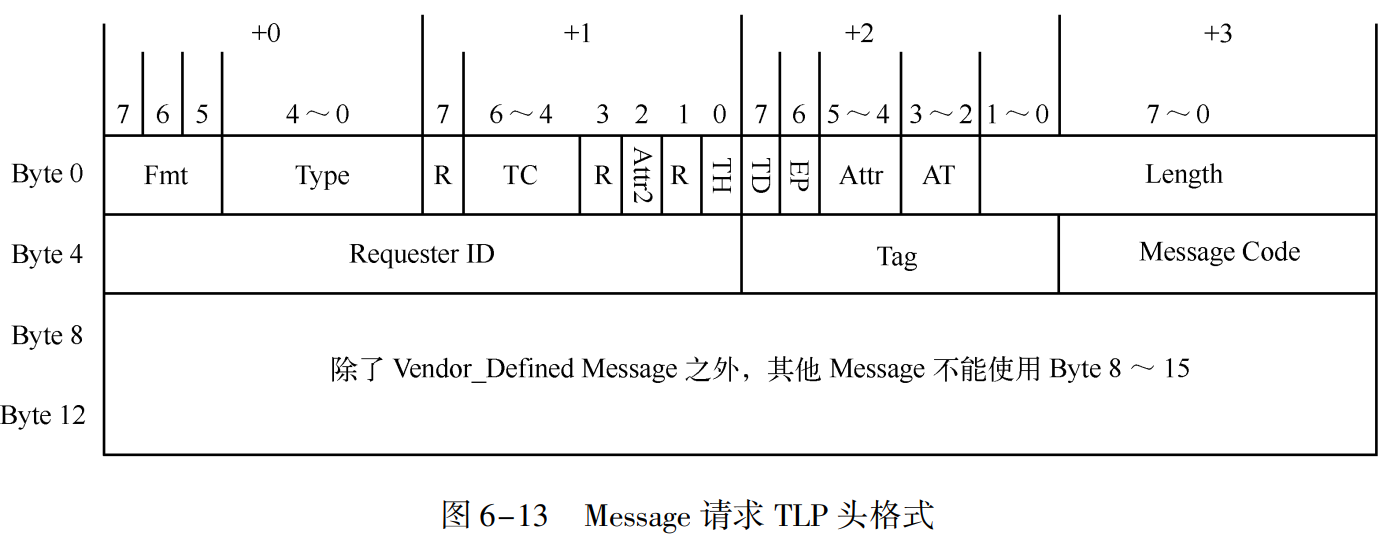 +0 +1 +2 +3
7 6 5 4～0 7 6～4 3 2 1 0 7 6 5～4 3～2 1～0 7～0
Byte 0 Fmt Type R TC R Attr2 R TH TD EP Attr AT Length
Byte 4 Requester ID Tag Message Code
Byte 8
除了 Vendor_Defined Message 之外，其他 Message 不能使用 Byte 8～15
Byte 12
图 6-13 Message 请求 TLP 头格式